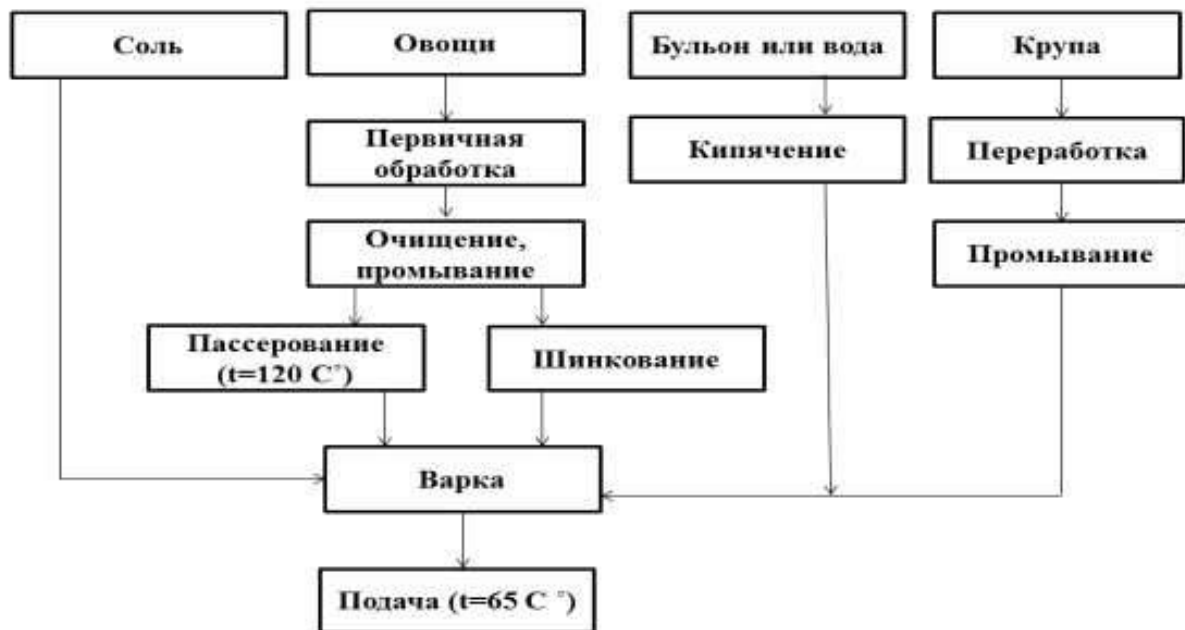 Соль
Овощи
Бульон или вода
Крупа
Первичная
обработка
Кипячение
Переработка
Очищение,
промывание
Промывание
Пассерование
(t=120 C˚)
Шинкование
Варка
Подача (t=65 C ˚)